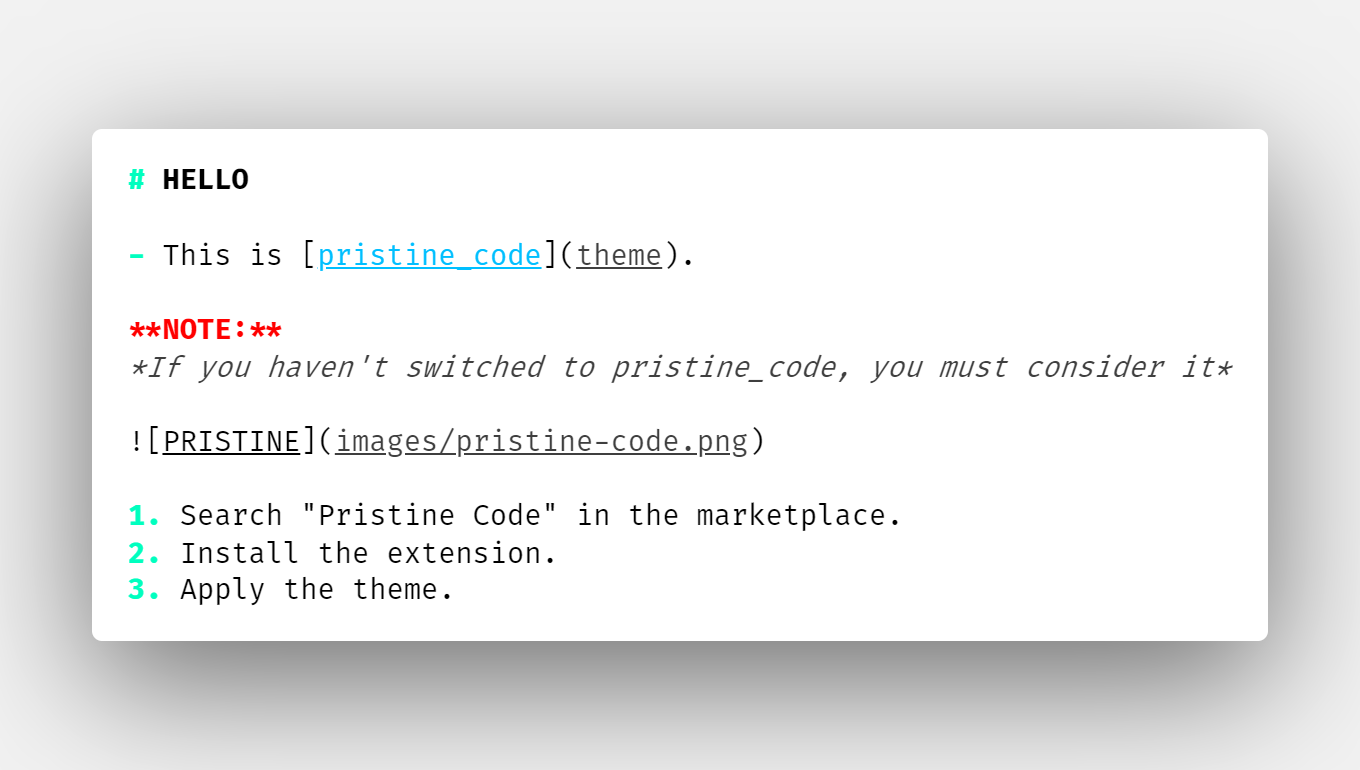 # HELLO
- This is [pristine_code](theme).
**NOTE:**
*If you haven't switched to pristine_code, you must consider it*
![PRISTINE](images/pristine-code.png)
1. Search "Pristine Code" in the marketplace.
2. Install the extension.
3. Apply the theme.